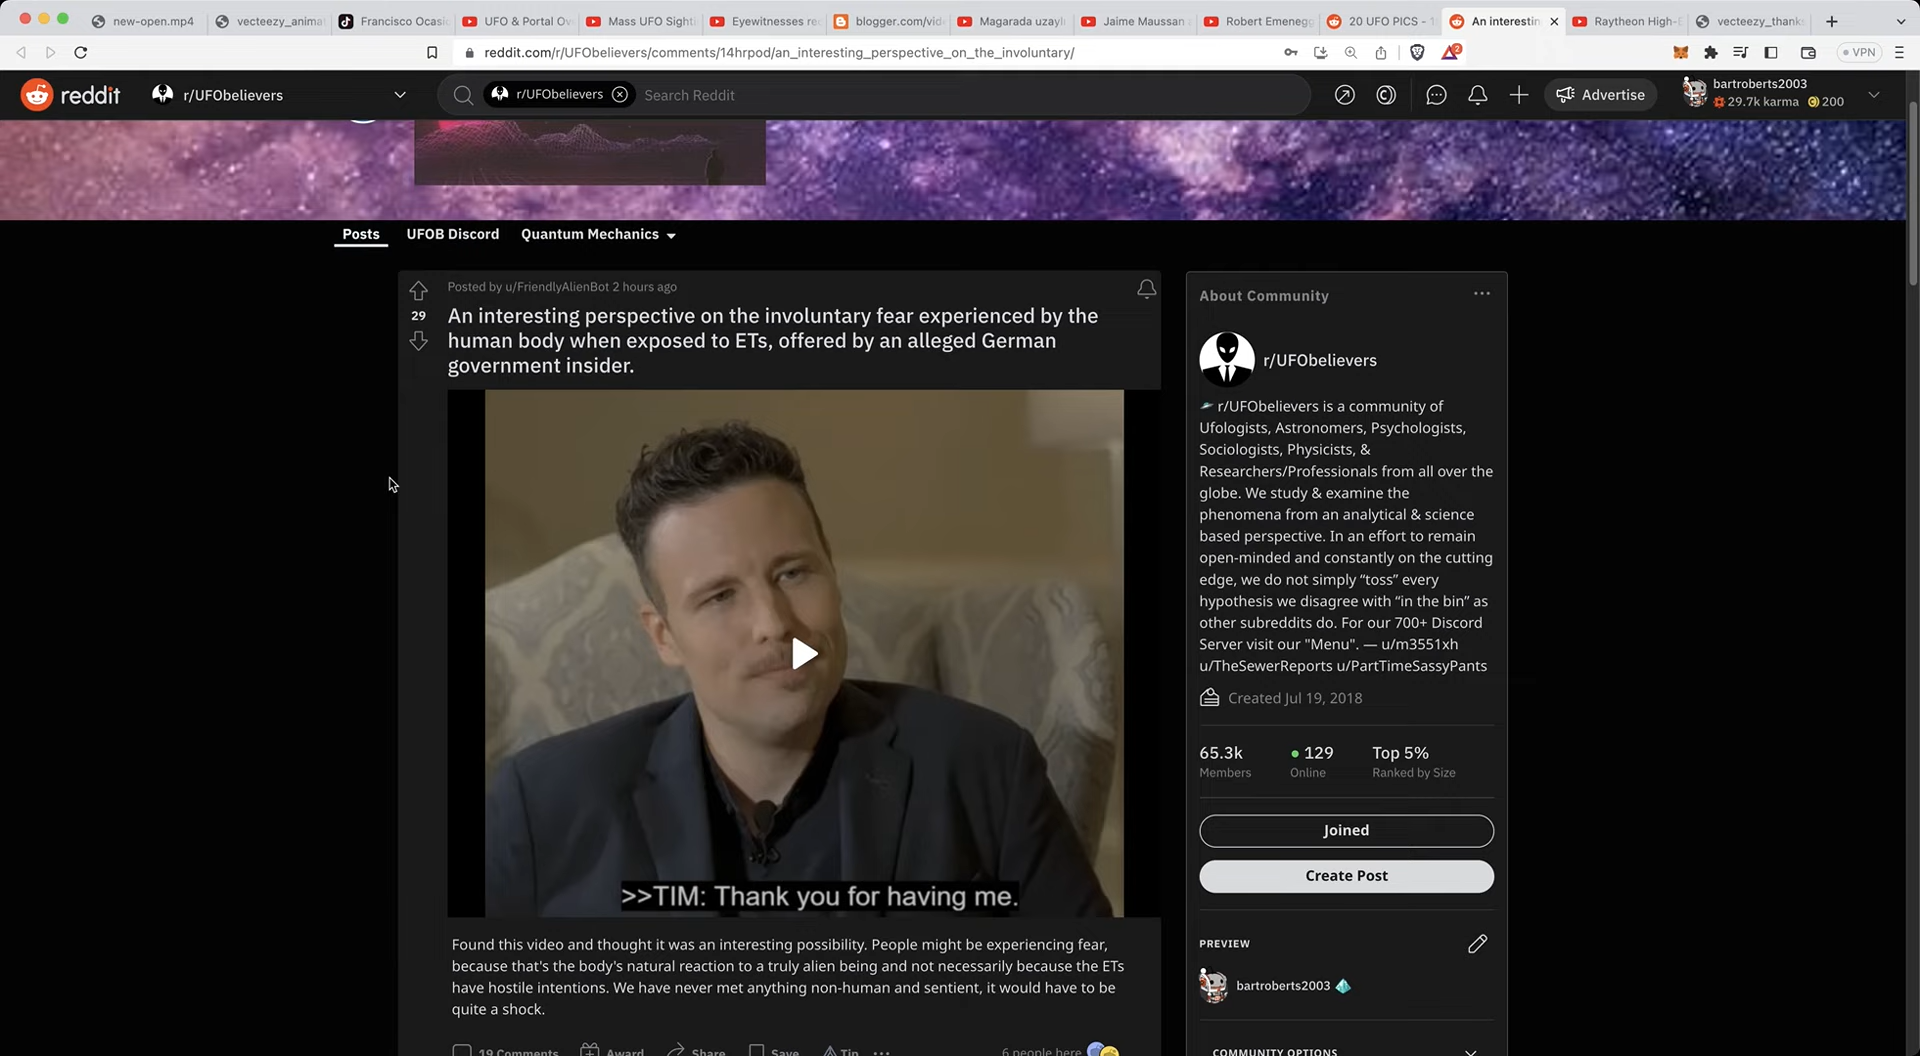 new-open.mp4
vecteezy_anima
Francisco Ocasio
UFO & Portal Ov
Mass UFO Sighti
Eyewitnesses re
blogger.com/vid
Magarada uzayl
Jaime Maussan
Robert Emeneg
20 UFO PICS - 1
An interestin
Raytheon High-E
vecteezy_thanks
reddit.com/r/UFObelievers/comments/14hrpod/an_interesting_perspective_on_the_involuntary/
2
VPN
reddit
r/UFObelievers
r/UFObelievers
Search Reddit
Advertise
bartroberts2003
29.7k karma 200
Posts
UFOB Discord
Quantum Mechanics
Posted by u/FriendlyAlienBot 2 hours ago
29
An interesting perspective on the involuntary fear experienced by the
human body when exposed to ETs, offered by an alleged German
government insider.
>>TIM: Thank you for having me.
Found this video and thought it was an interesting possibility. People might be experiencing fear,
because that's the body's natural reaction to a truly alien being and not necessarily because the ETs
have hostile intentions. We have never met anything non-human and sentient, it would have to be
quite a shock.
19 Comments
Award
Share
Save
Tip
6 people here
About Community
r/UFObelievers
r/UFObelievers is a community of
Ufologists, Astronomers, Psychologists,
Sociologists, Physicists, &
Researchers/Professionals from all over the
globe. We study & examine the
phenomena from an analytical & science
based perspective. In an effort to remain
open-minded and constantly on the cutting
edge, we do not simply “toss” every
hypothesis we disagree with “in the bin” as
other subreddits do. For our 700+ Discord
Server visit our "Menu". — u/m3551xh
u/TheSewerReports u/PartTimeSassyPants
Created Jul 19, 2018
65.3k
Members
129
Online
Top 5%
Ranked by Size
Joined
Create Post
PREVIEW
bartroberts2003
COMMUNITY OPTIONS